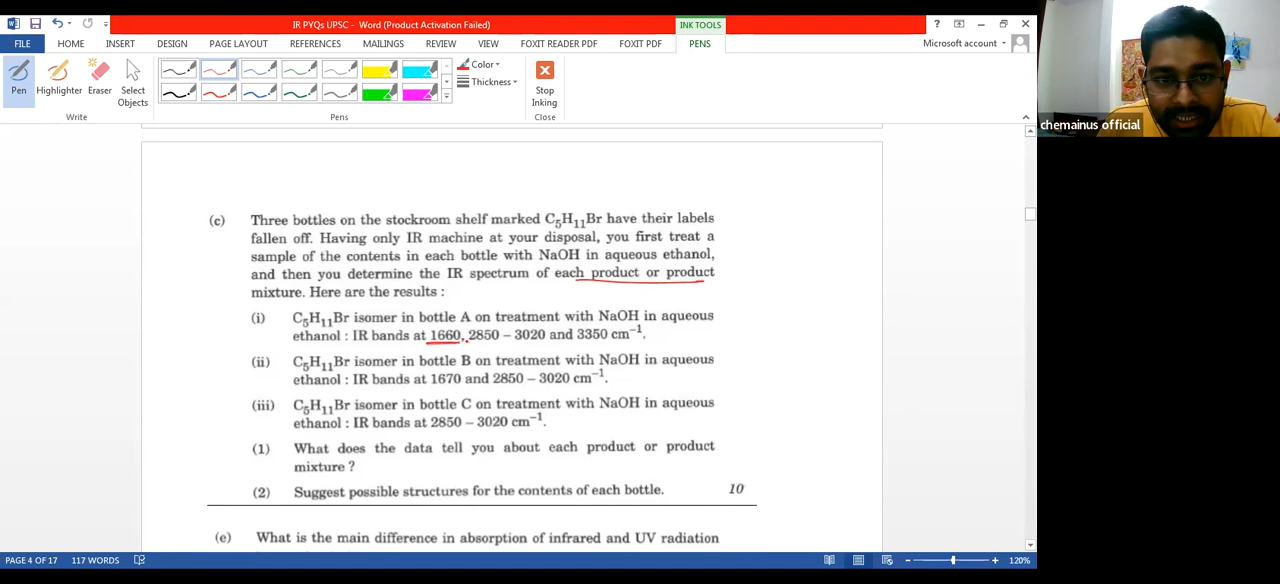 IR PYQs UPSC - Word (Product Activation Failed)
INK TOOLS
FILE HOME INSERT DESIGN PAGE LAYOUT REFERENCES MAILINGS REVIEW VIEW FOXIT READER PDF FOXIT PDF PENS
Microsoft account
Pen Highlighter Eraser Select Objects
Color
Thickness
Stop Inking
Write Pens Close
chemainus official
(c) Three bottles on the stockroom shelf marked C₅H₁₁Br have their labels
fallen off. Having only IR machine at your disposal, you first treat a
sample of the contents in each bottle with NaOH in aqueous ethanol,
and then you determine the IR spectrum of each product or product
mixture. Here are the results :
(i) C₅H₁₁Br isomer in bottle A on treatment with NaOH in aqueous
ethanol : IR bands at 1660, 2850 – 3020 and 3350 cm⁻¹.
(ii) C₅H₁₁Br isomer in bottle B on treatment with NaOH in aqueous
ethanol : IR bands at 1670 and 2850 – 3020 cm⁻¹.
(iii) C₅H₁₁Br isomer in bottle C on treatment with NaOH in aqueous
ethanol : IR bands at 2850 – 3020 cm⁻¹.
(1) What does the data tell you about each product or product
mixture ?
(2) Suggest possible structures for the contents of each bottle. 10
(e) What is the main difference in absorption of infrared and UV radiation
PAGE 4 OF 17 117 WORDS 120%